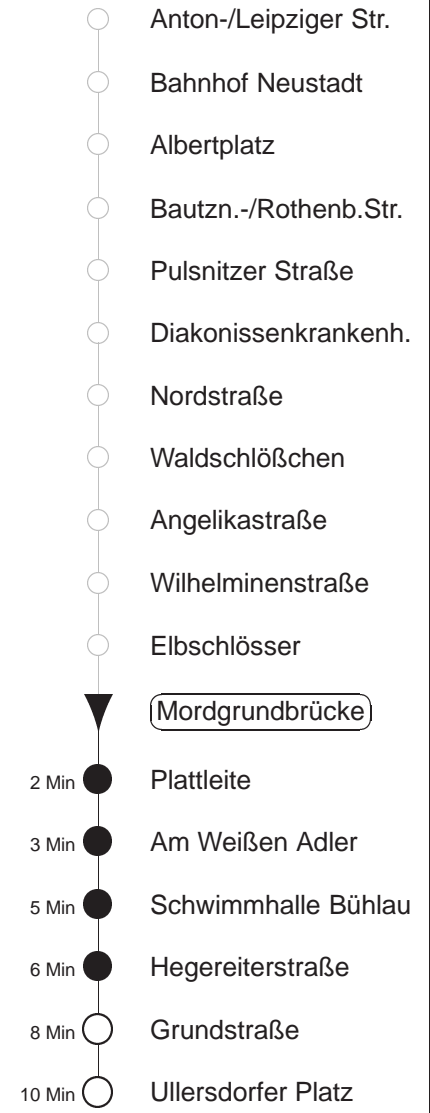 Anton-/Leipziger Str.
Bahnhof Neustadt
Albertplatz
Bautzn.-/Rothenb.Str.
Pulsnitzer Straße
Diakonissenkrankenh.
Nordstraße
Waldschlößchen
Angelikastraße
Wilhelminenstraße
Elbschlösser
Mordgrundbrücke
2 Min Plattleite
3 Min Am Weißen Adler
5 Min Schwimmhalle Bühlau
6 Min Hegereiterstraße
8 Min Grundstraße
10 Min Ullersdorfer Platz